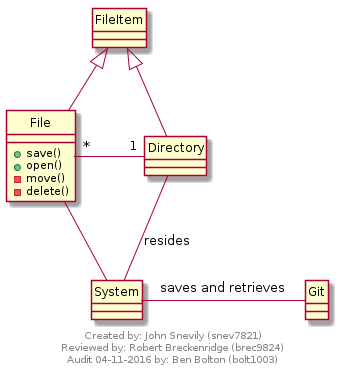 FileItem
File
save()
open()
move()
delete()
* 1
Directory
resides
System
saves and retrieves
Git
Created by: John Snevily (snev7821)
Reviewed by: Robert Breckenridge (brec9824)
Audit 04-11-2016 by: Ben Bolton (bolt1003)